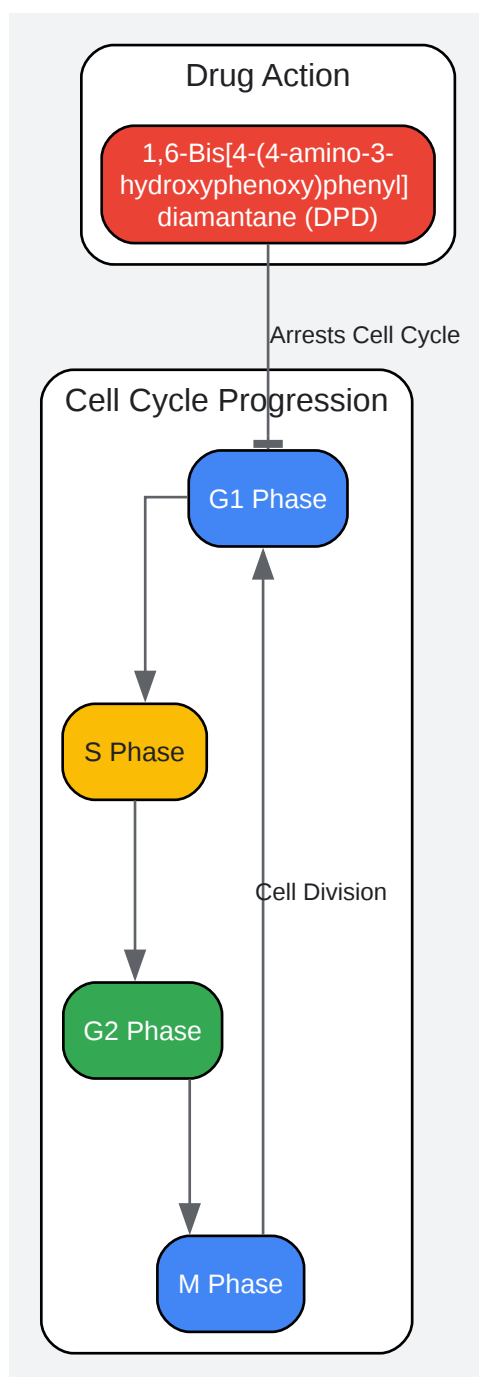 Drug Action
1,6-Bis[4-(4-amino-3-
hydroxyphenoxy)phenyl]
diamantane (DPD)
Arrests Cell Cycle
Cell Cycle Progression
G1 Phase
S Phase
Cell Division
G2 Phase
M Phase